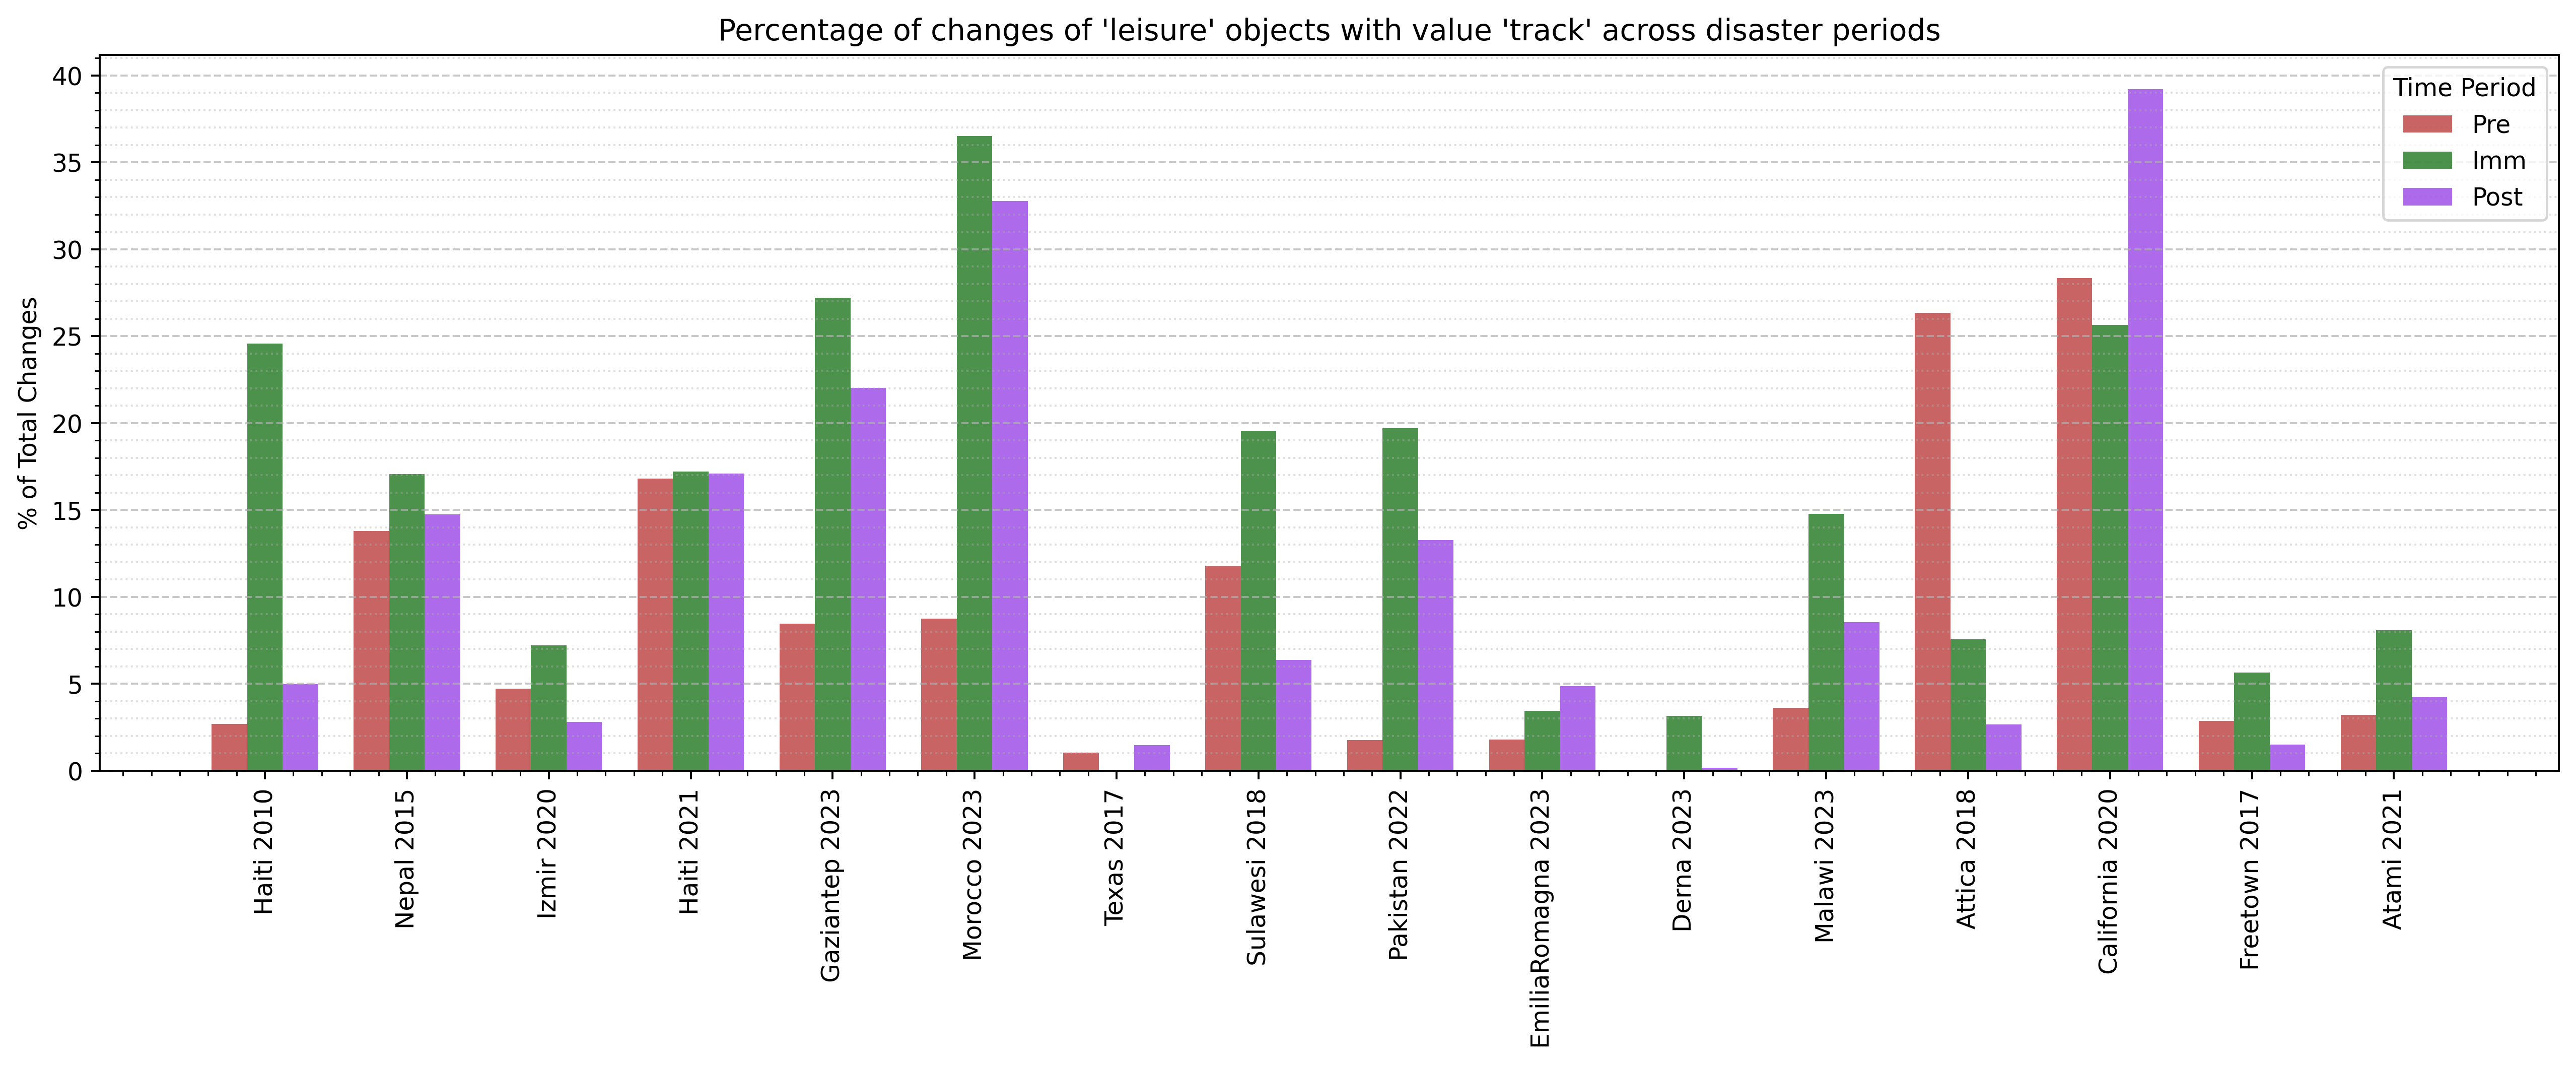 Percentage of changes of 'leisure' objects with value 'track' across disaster periods
% of Total Changes
40
35
30
25
20
15
10
5
0
Time Period
Pre
Imm
Post
Haiti 2010
Nepal 2015
Izmir 2020
Haiti 2021
Gaziantep 2023
Morocco 2023
Texas 2017
Sulawesi 2018
Pakistan 2022
EmiliaRomagna 2023
Derna 2023
Malawi 2023
Attica 2018
California 2020
Freetown 2017
Atami 2021